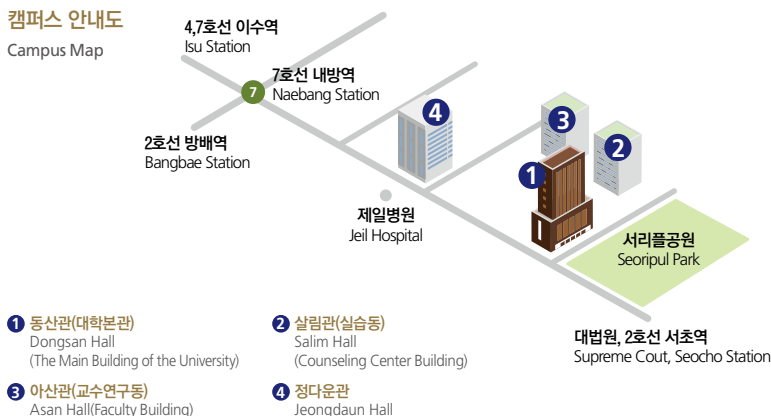 캠퍼스 안내도
Campus Map
4,7호선 이수역
Isu Station
7호선 내방역
Naebang Station
7
2호선 방배역
Bangbae Station
4
3
2
1
제일병원
Jeil Hospital
서리플공원
Seoripul Park
대법원, 2호선 서초역
Supreme Cout, Seocho Station
1 동산관(대학본관)
Dongsan Hall
(The Main Building of the University)
2 살림관(실습동)
Salim Hall
(Counseling Center Building)
3 아산관(교수연구동)
Asan Hall(Faculty Building)
4 정다운관
Jeongdaun Hall